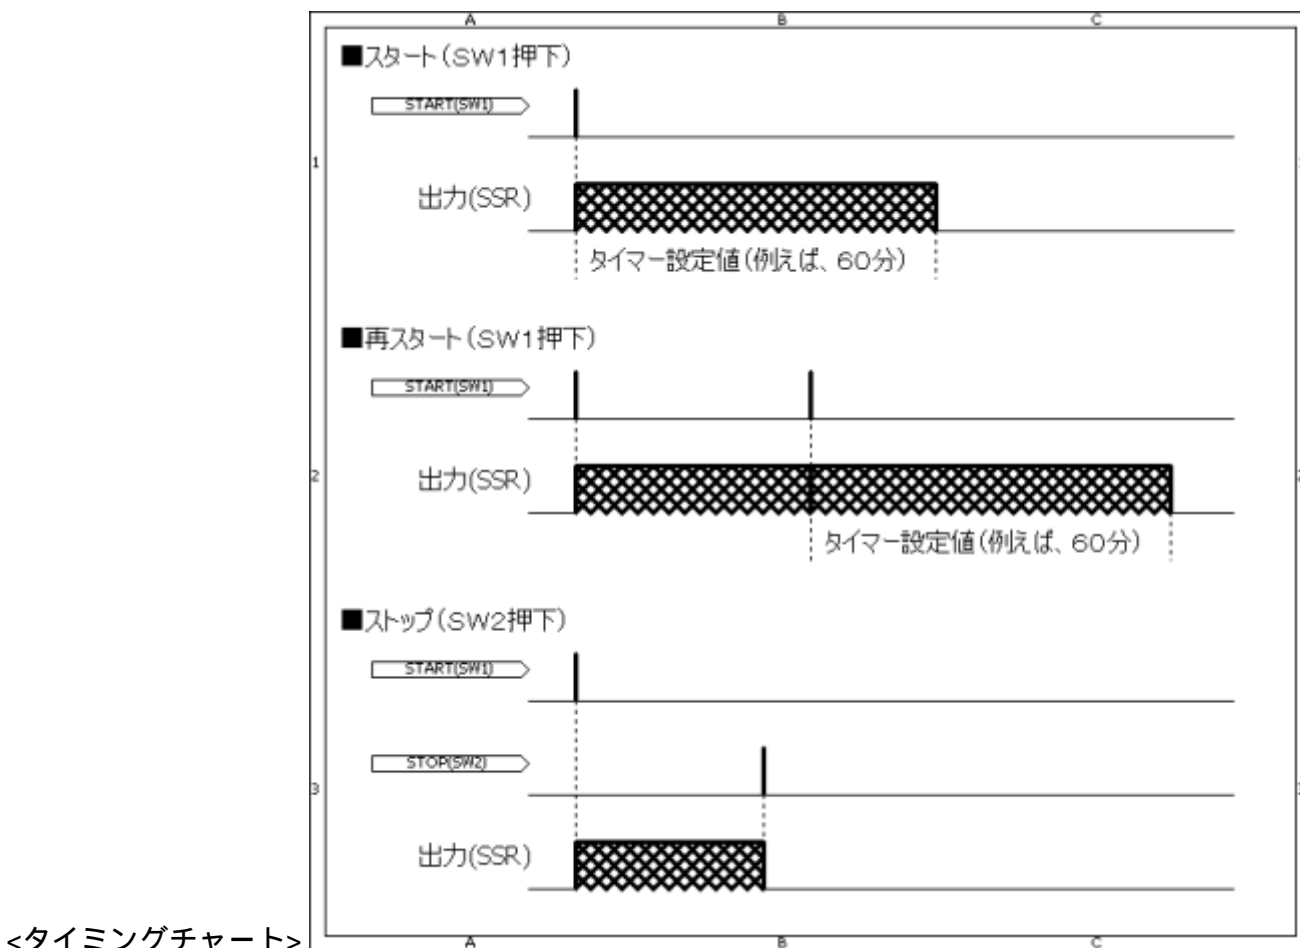 A B C
■スタート(SW1押下)
START(SW1)
1
出力(SSR)
タイマー設定値(例えば、60分)
■再スタート(SW1押下)
START(SW1)
2
出力(SSR)
タイマー設定値(例えば、60分)
■ストップ(SW2押下)
START(SW1)
STOP(SW2)
3
出力(SSR)
<タイミングチャート>
A B C